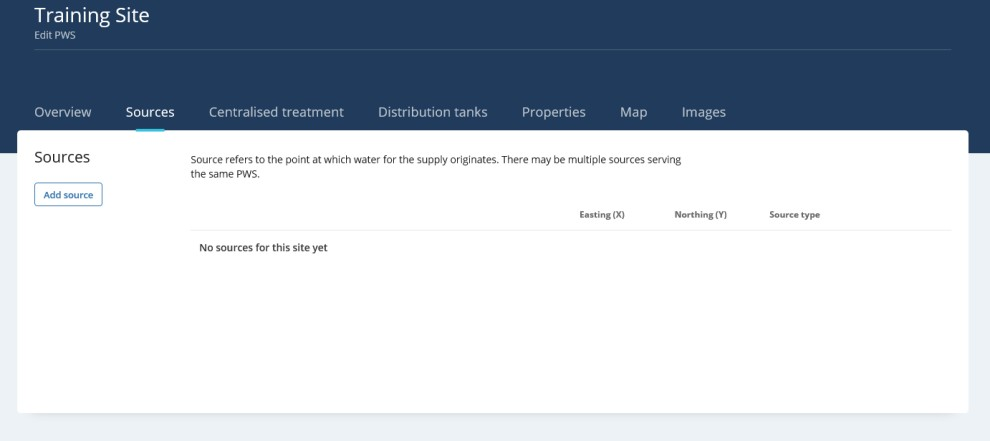 Training Site
Edit PWS
Overview Sources Centralised treatment Distribution tanks Properties Map Images
Sources
Add source
Source refers to the point at which water for the supply originates. There may be multiple sources serving
the same PWS.
Easting (X) Northing (Y) Source type
No sources for this site yet